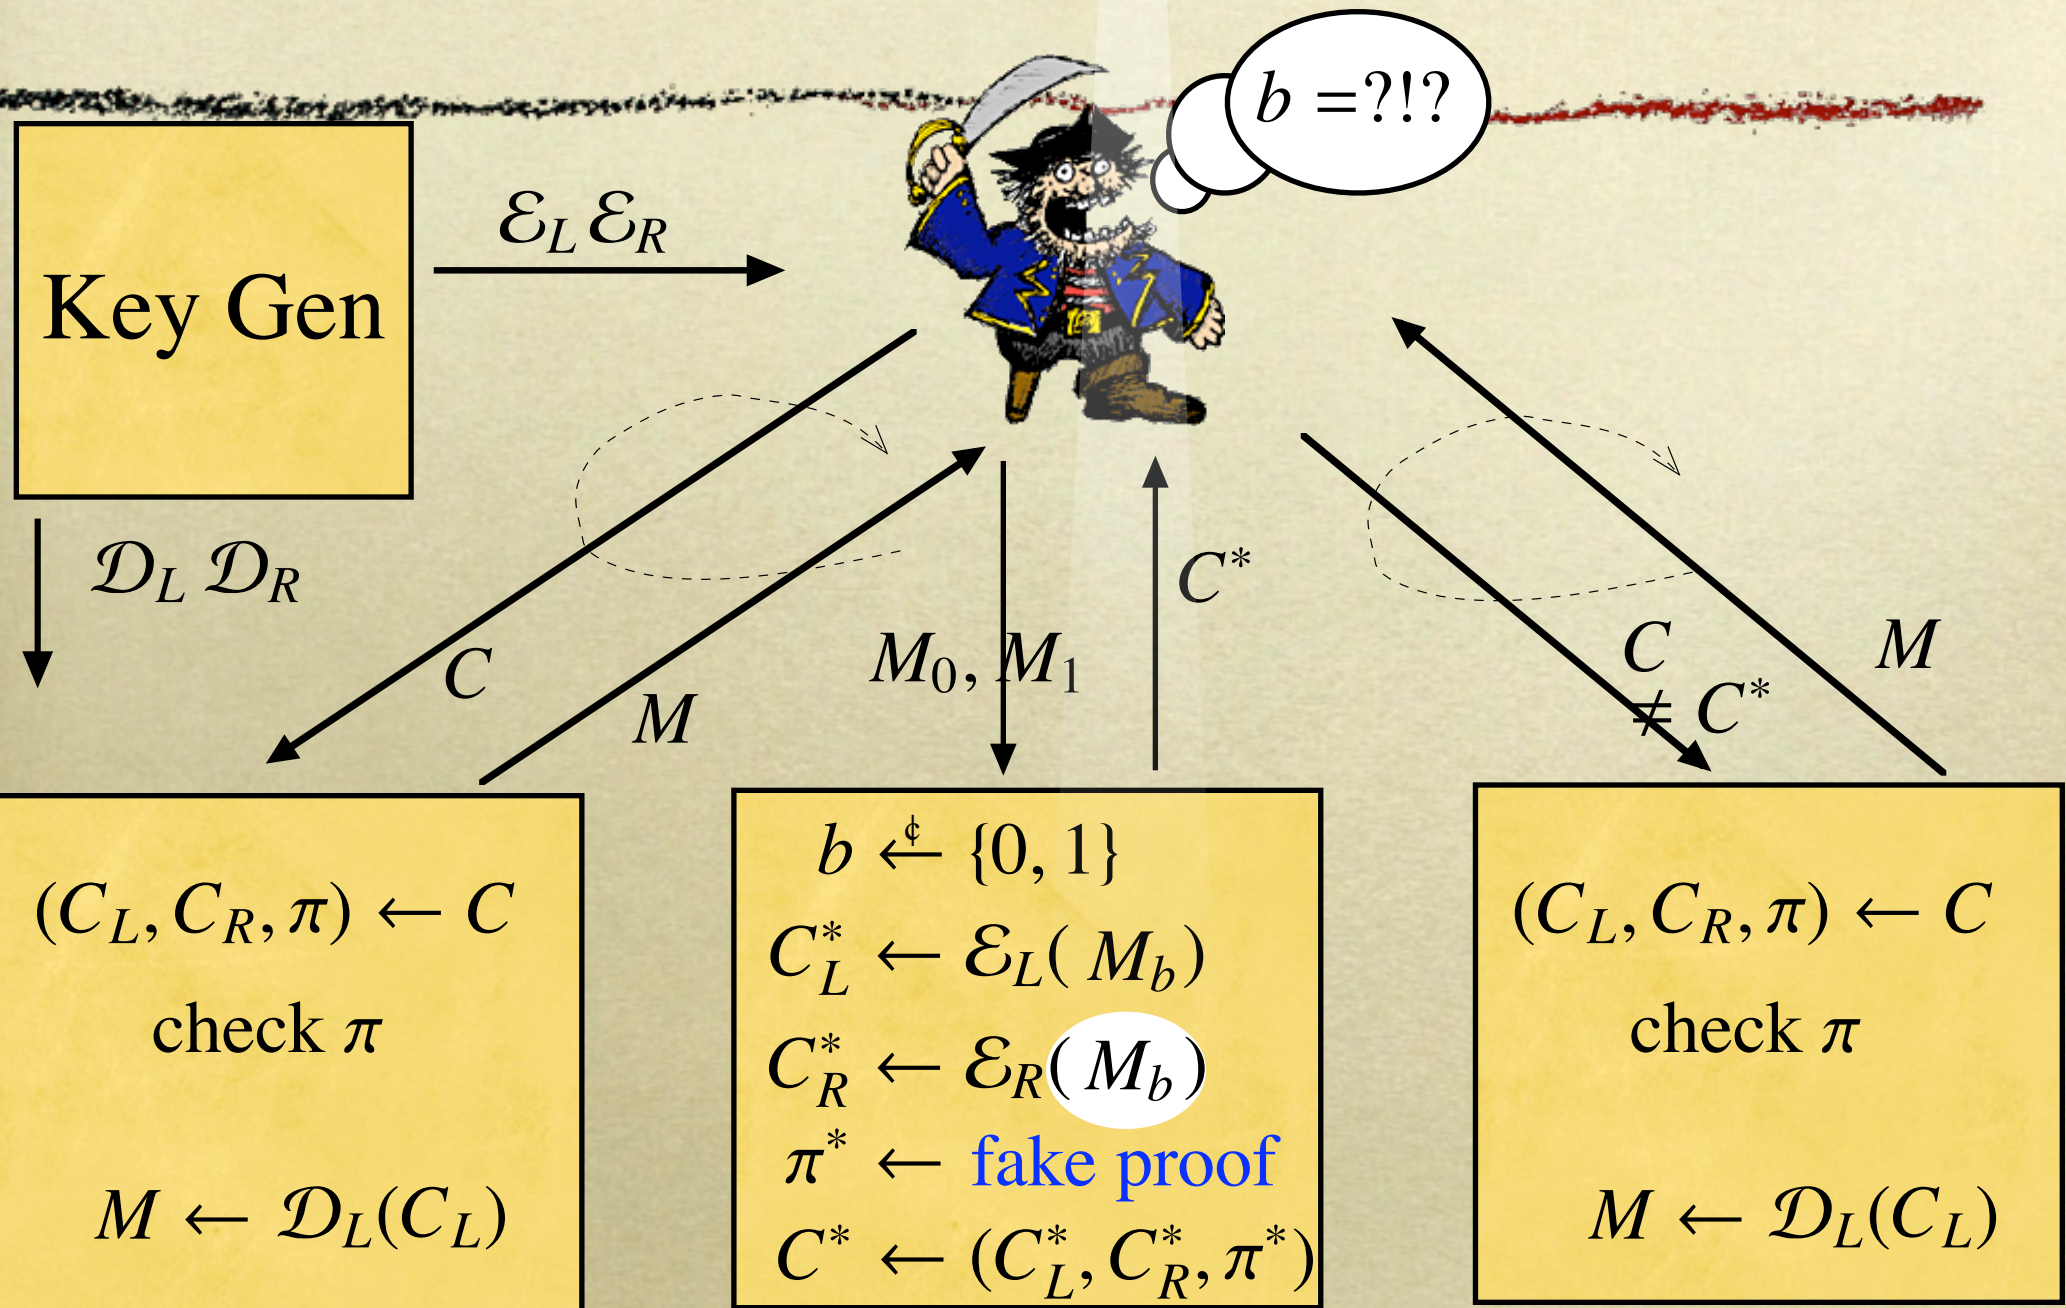 b =?!?
Key Gen
ℰ_L ℰ_R
𝒟_L 𝒟_R
C
M
M_0, M_1
C^*
C
≠ C^*
M
(C_L, C_R, π) ← C
check π
M ← 𝒟_L(C_L)
b ←¢ {0, 1}
C^*_L ← ℰ_L( M_b)
C^*_R ← ℰ_R( M_b )
π^* ← fake proof
C^* ← (C^*_L, C^*_R, π^*)
(C_L, C_R, π) ← C
check π
M ← 𝒟_L(C_L)